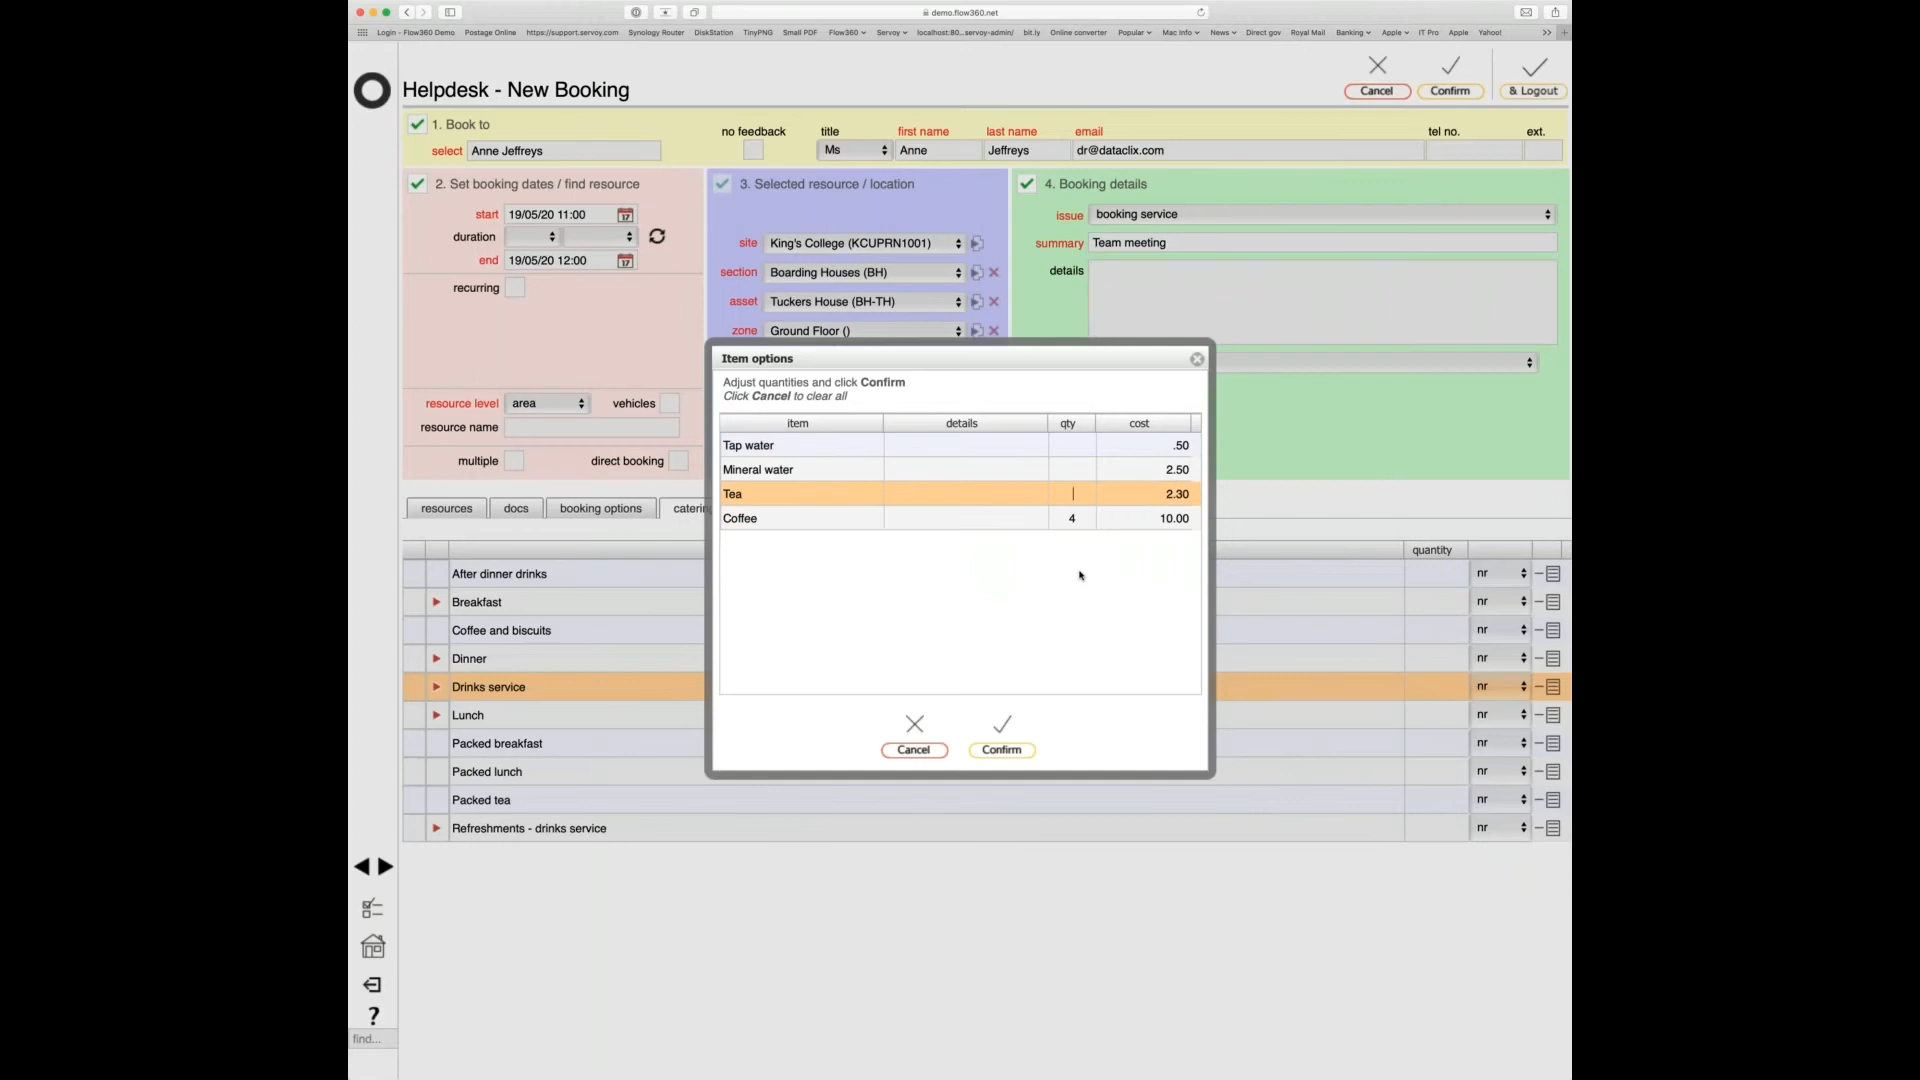 demo.flow360.net
Login - Flow360 Demo Postage Online https://support.servoy.com Synology Router DiskStation TinyPNG Small PDF Flow360 Servoy localhost:80...servoy-admin/ bit.ly Online converter Popular Mac Info News Direct gov Royal Mail Banking Apple IT Pro Apple Yahoo!
Helpdesk - New Booking
Cancel Confirm & Logout
1. Book to
no feedback title first name last name email tel no. ext.
select Anne Jeffreys Ms Anne Jeffreys dr@dataclix.com
2. Set booking dates / find resource 3. Selected resource / location 4. Booking details
start 19/05/20 11:00 17 issue booking service
duration
site King's College (KCUPRN1001) summary Team meeting
end 19/05/20 12:00 17
section Boarding Houses (BH) details
recurring
asset Tuckers House (BH-TH)
zone Ground Floor ()
Item options
Adjust quantities and click Confirm
Click Cancel to clear all
item details qty cost
Tap water .50
Mineral water 2.50
Tea 2.30
Coffee 4 10.00
Cancel Confirm
resource level area vehicles
resource name
multiple direct booking
resources docs booking options caterin
quantity
After dinner drinks nr
Breakfast nr
Coffee and biscuits nr
Dinner nr
Drinks service nr
Lunch nr
Packed breakfast nr
Packed lunch nr
Packed tea nr
Refreshments - drinks service nr
?
find...